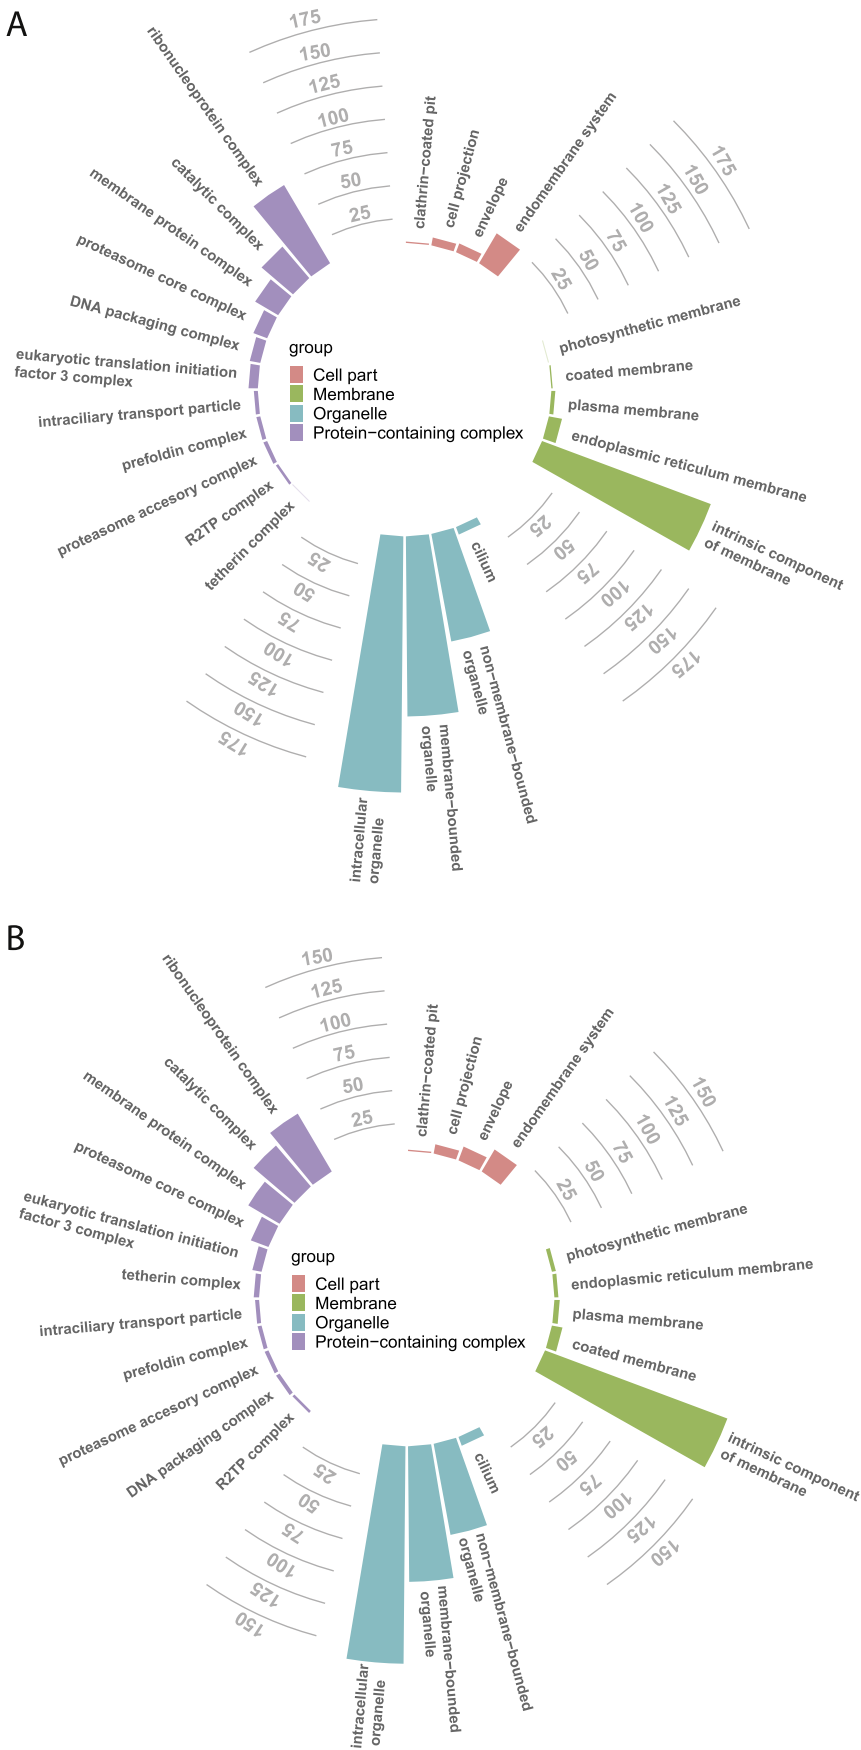 A
175
150
125
100
75
50
25
ribonucleoprotein complex
catalytic complex
membrane protein complex
proteasome core complex
DNA packaging complex
eukaryotic translation initiation
factor 3 complex
intraciliary transport particle
prefoldin complex
proteasome accesory complex
R2TP complex
tetherin complex
clathrin−coated pit
cell projection
envelope
endomembrane system
175
150
125
100
75
50
25
photosynthetic membrane
coated membrane
plasma membrane
endoplasmic reticulum membrane
intrinsic component
of membrane
group
Cell part
Membrane
Organelle
Protein−containing complex
25
50
75
100
125
150
175
cilium
non−membrane−bounded
organelle
membrane−bounded
organelle
intracellular
organelle
25
50
75
100
125
150
175
B
150
125
100
75
50
25
ribonucleoprotein complex
catalytic complex
membrane protein complex
proteasome core complex
eukaryotic translation initiation
factor 3 complex
tetherin complex
intraciliary transport particle
prefoldin complex
proteasome accesory complex
DNA packaging complex
R2TP complex
clathrin−coated pit
cell projection
envelope
endomembrane system
150
125
100
75
50
25
photosynthetic membrane
endoplasmic reticulum membrane
plasma membrane
coated membrane
intrinsic component
of membrane
group
Cell part
Membrane
Organelle
Protein−containing complex
25
50
75
100
125
150
cilium
non−membrane−bounded
organelle
membrane−bounded
organelle
intracellular
organelle
25
50
75
100
125
150